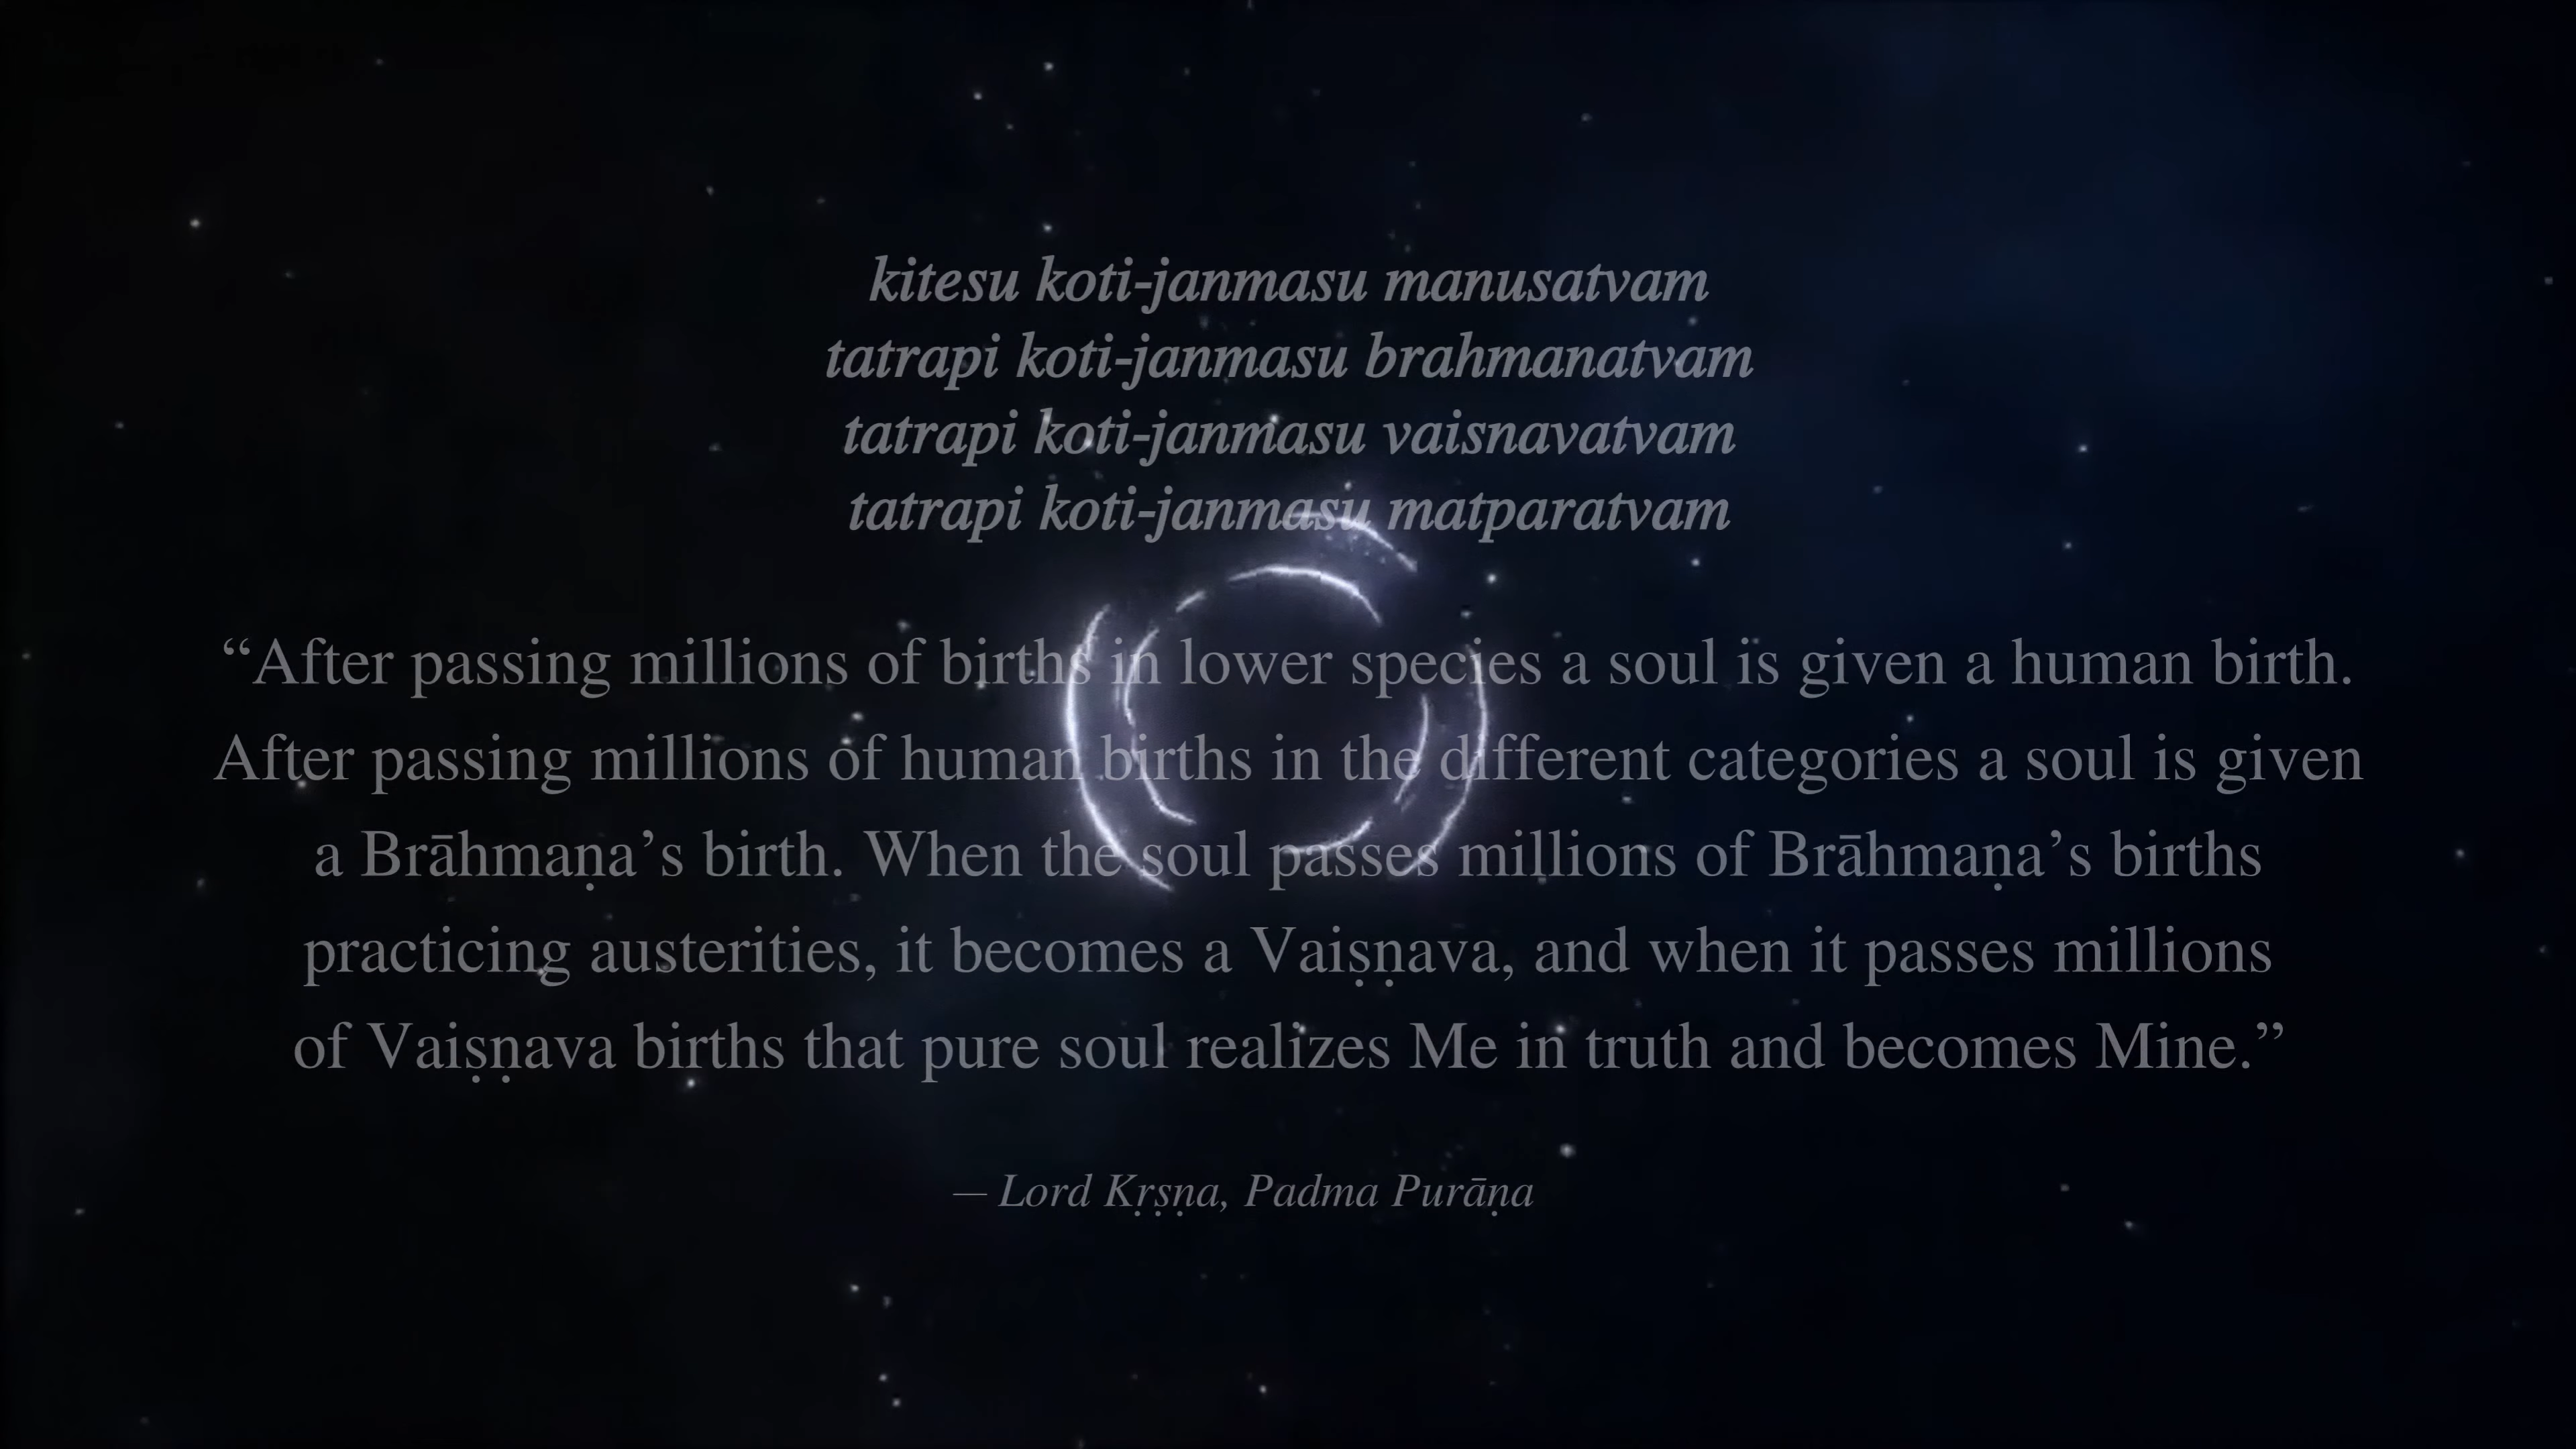 kitesu koti-janmasu manusatvam
tatrapi koti-janmasu brahmanatvam
tatrapi koti-janmasu vaisnavatvam
tatrapi koti-janmasu matparatvam
“After passing millions of births in lower species a soul is given a human birth.
After passing millions of human births in the different categories a soul is given
a Brāhmaṇa’s birth. When the soul passes millions of Brāhmaṇa’s births
practicing austerities, it becomes a Vaiṣṇava, and when it passes millions
of Vaiṣṇava births that pure soul realizes Me in truth and becomes Mine.”
— Lord Kṛṣṇa, Padma Purāṇa